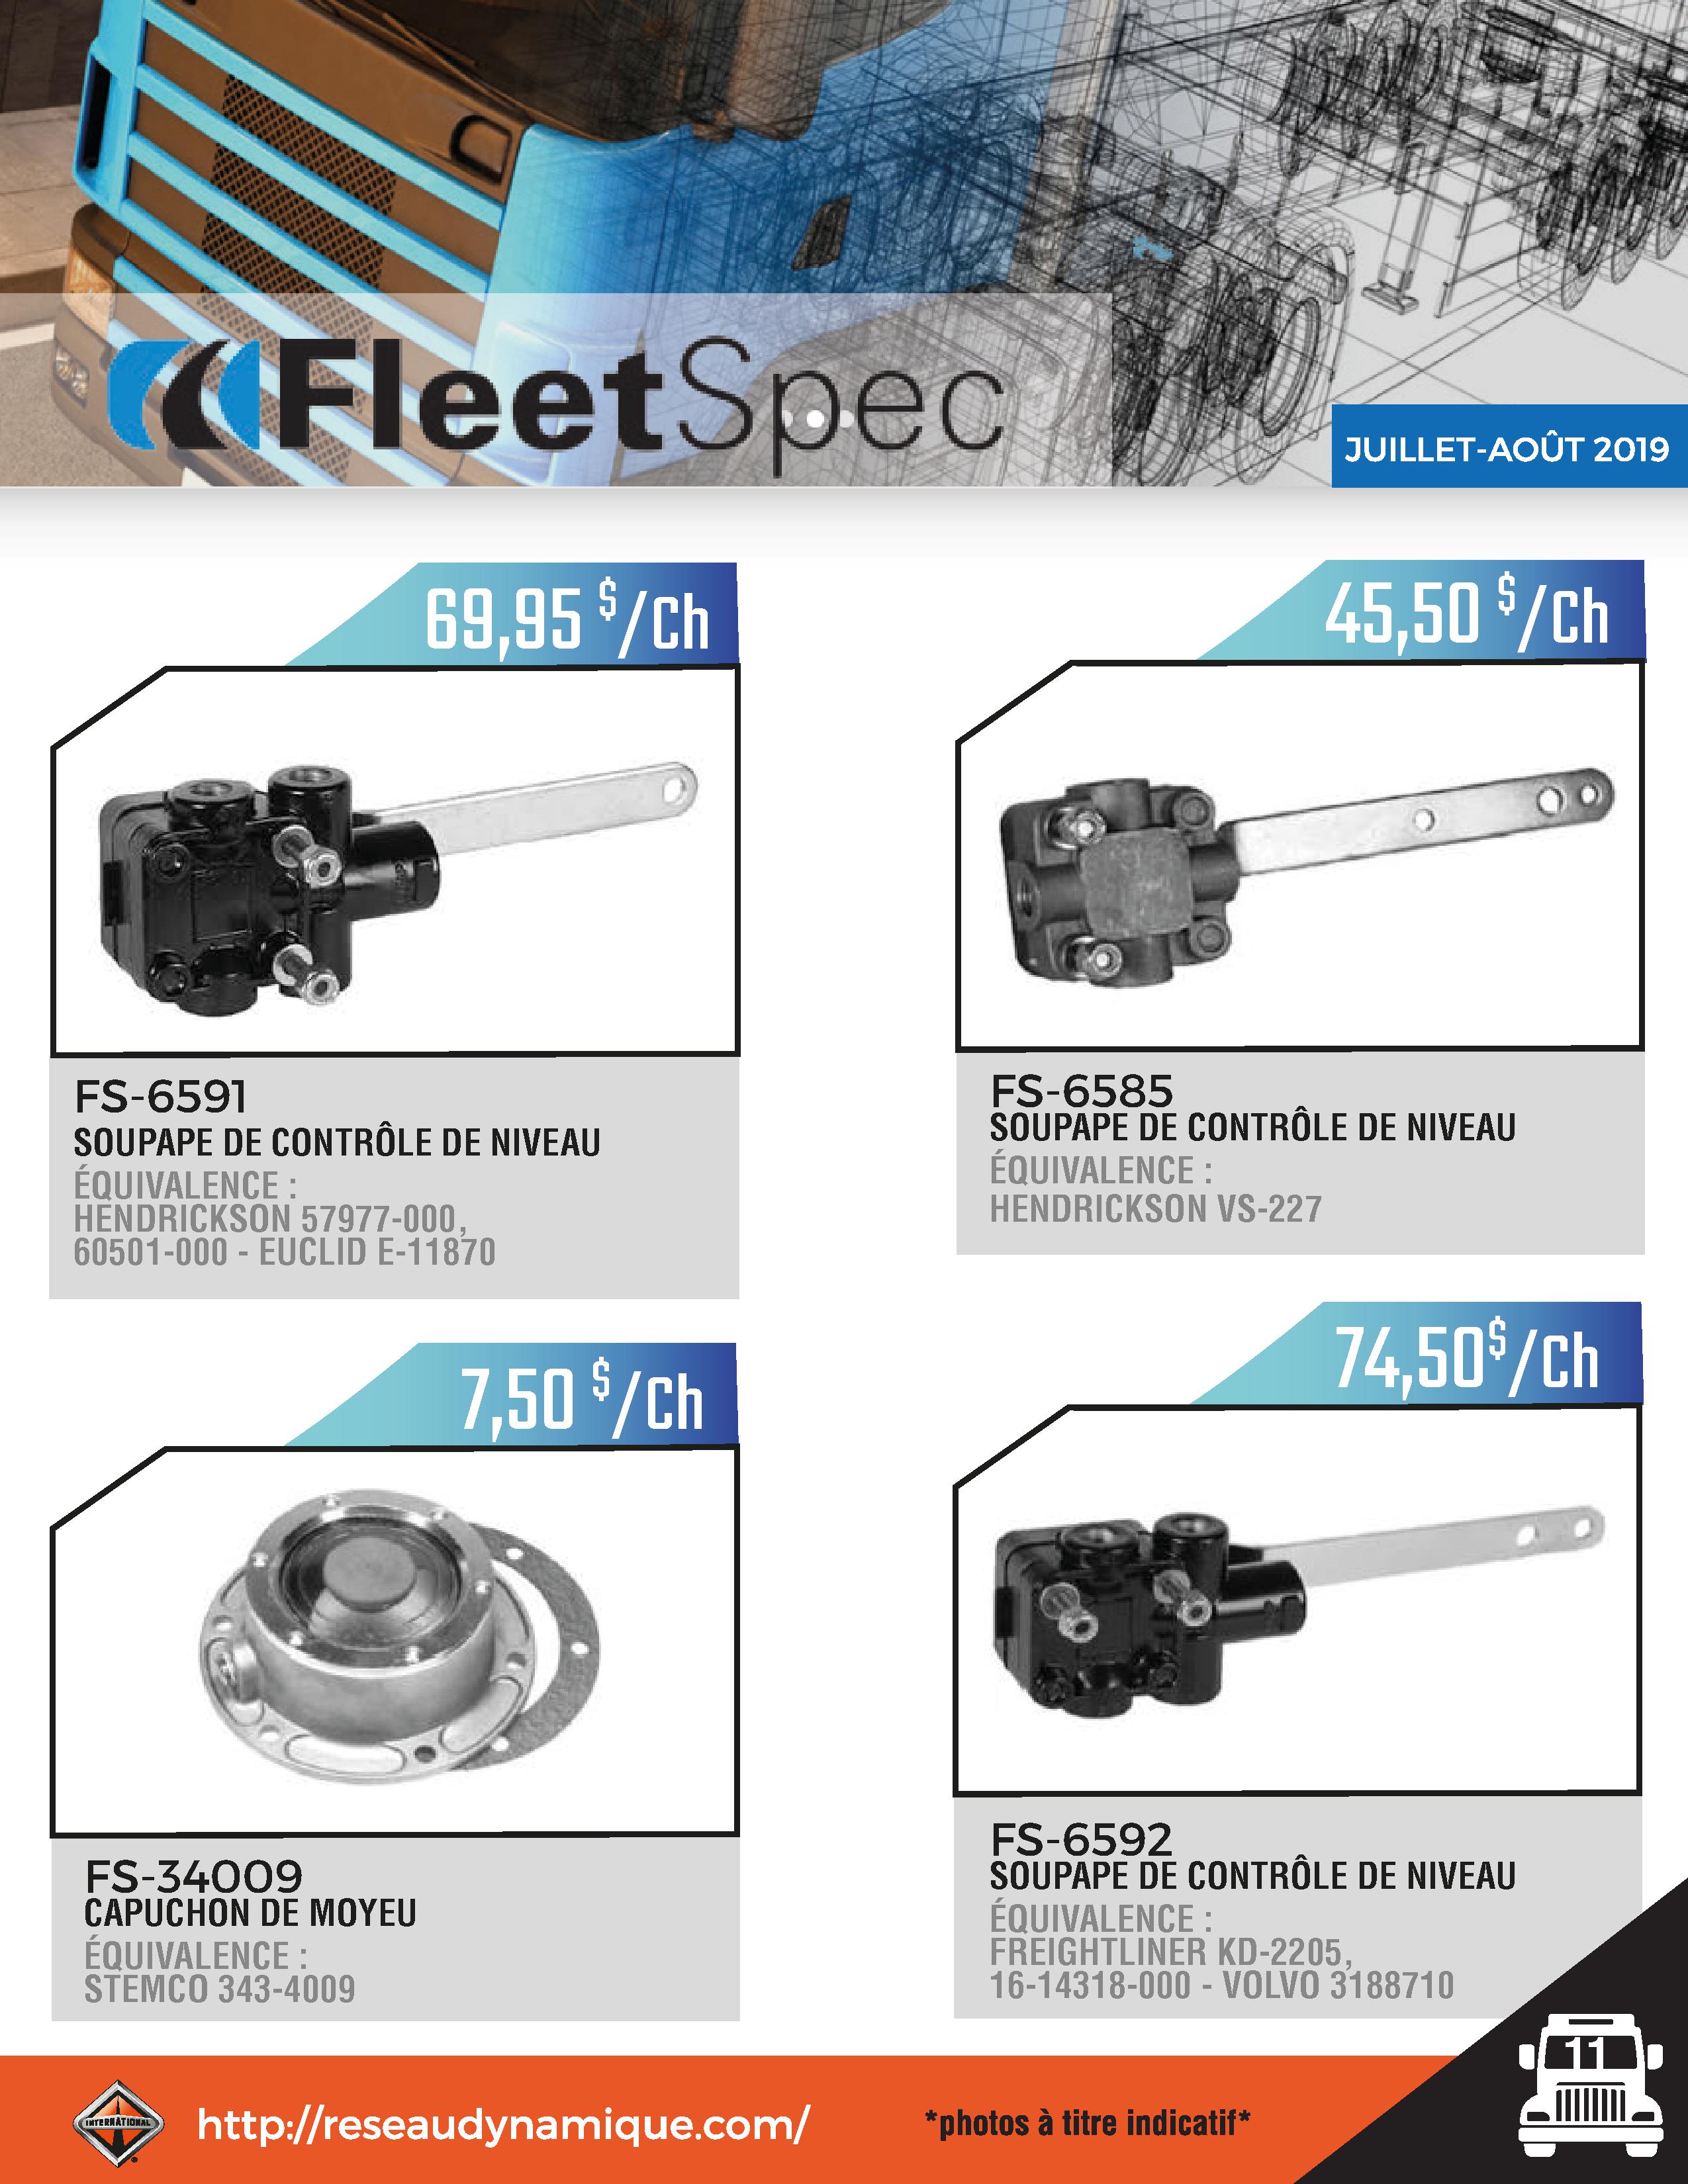 FleetSpec
JUILLET-AOÛT 2019
69,95 $/Ch
FS-6591
SOUPAPE DE CONTRÔLE DE NIVEAU
ÉQUIVALENCE :
HENDRICKSON 57977-000,
60501-000 - EUCLID E-11870
45,50 $/Ch
FS-6585
SOUPAPE DE CONTRÔLE DE NIVEAU
ÉQUIVALENCE :
HENDRICKSON VS-227
7,50 $/Ch
FS-34009
CAPUCHON DE MOYEU
ÉQUIVALENCE :
STEMCO 343-4009
74,50$/Ch
FS-6592
SOUPAPE DE CONTRÔLE DE NIVEAU
ÉQUIVALENCE :
FREIGHTLINER KD-2205,
16-14318-000 - VOLVO 3188710
INTERNATIONAL
http://reseaudynamique.com/
*photos à titre indicatif*
11